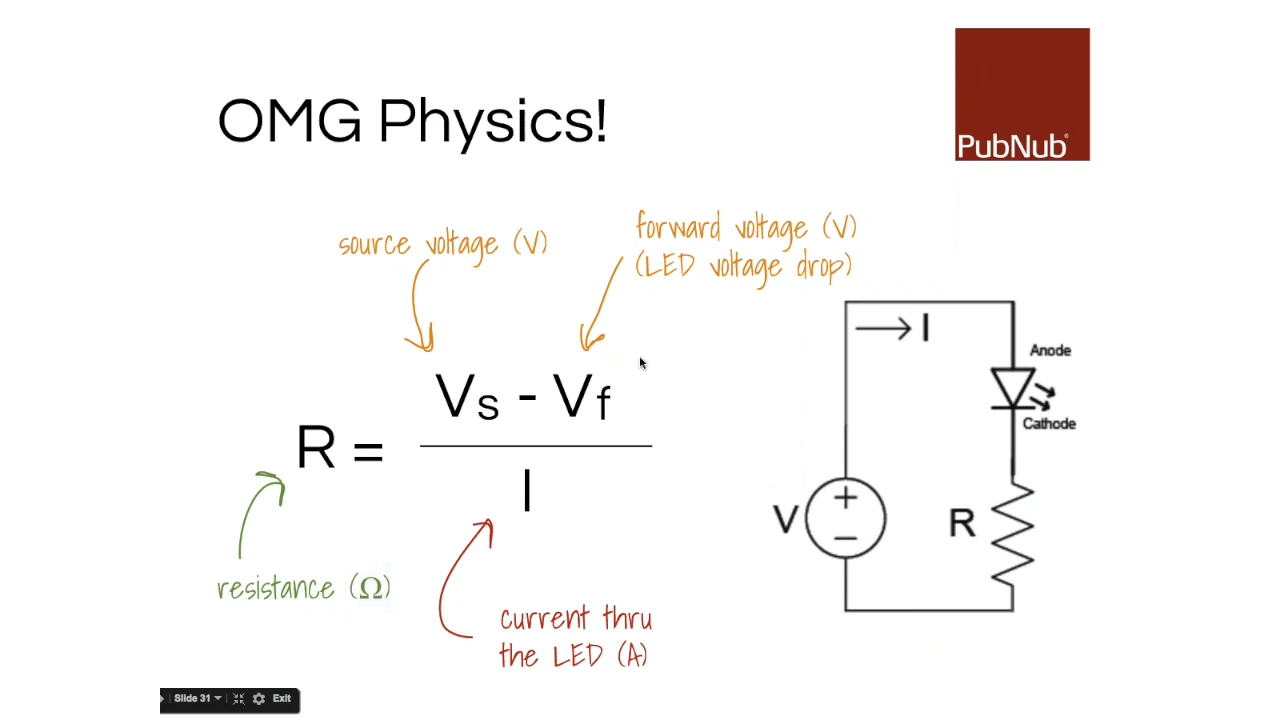 OMG Physics!
PubNub®
source voltage (V)
forward voltage (V)
(LED voltage drop)
R = Vs - Vf
I
resistance (Ω)
current thru
the LED (A)
I
Anode
Cathode
V
+
−
R
Slide 31
Exit